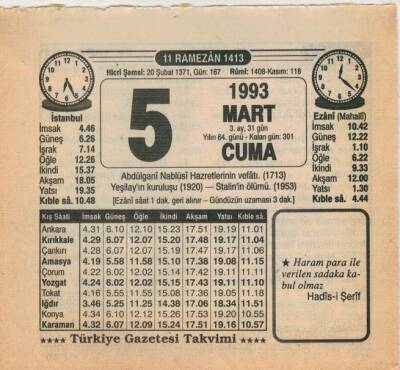 11 RAMEZÂN 1413
Hicrî Şemsî: 20 Şubat 1371, Gün: 167 Rûmî: 1408-Kasım: 118
İstanbul
İmsak 4.46
Güneş 6.26
İşrak 7.14
Öğle 12.26
İkindi 15.37
Akşam 18.05
Yatsı 19.35
Kıble sâ. 10.48
5
1993
MART
3. ay, 31 gün
Yılın 64. günü - Kalan gün: 301
CUMA
Ezânî (Mahallî)
İmsak 10.42
Güneş 12.22
İşrak 1.10
Öğle 6.22
İkindi 9.33
Akşam 12.00
Yatsı 1.30
Kıble sâ. 4.44
Abdülganî Nablüsî Hazretlerinin vefâtı. (1713)
Yeşilay'ın kuruluşu (1920) — Stalin'in ölümü. (1953)
[Ezânî sâat 1 dak. geri alınır – Gündüzün uzaması 3 dak.]
Kış Sâati İmsak Güneş Öğle İkindi Akşam Yatsı Kıble sâ.
Ankara 4.31 6.10 12.10 15.23 17.51 19.19 11.01
Kırıkkale 4.29 6.07 12.07 15.20 17.48 19.17 11.04
Çankırı 4.28 6.07 12.07 15.19 17.47 19.17 11.06
Amasya 4.19 5.58 11.58 15.10 17.38 19.08 11.15
Çorum 4.22 6.02 12.02 15.14 17.42 19.11 11.11
Yozgat 4.24 6.02 12.02 15.15 17.43 19.11 11.10
Tokat 4.16 5.55 11.55 15.08 17.36 19.05 11.18
Iğdır 3.46 5.25 11.25 14.38 17.06 18.34 11.51
Konya 4.34 6.10 12.12 15.26 17.53 19.20 10.55
Karaman 4.32 6.07 12.09 15.24 17.51 19.16 10.57
★ Haram para ile
verilen sadaka ka-
bul olmaz
Hadîs-i Şerîf
★★★★ Türkiye Gazetesi Takvimi ★★★★